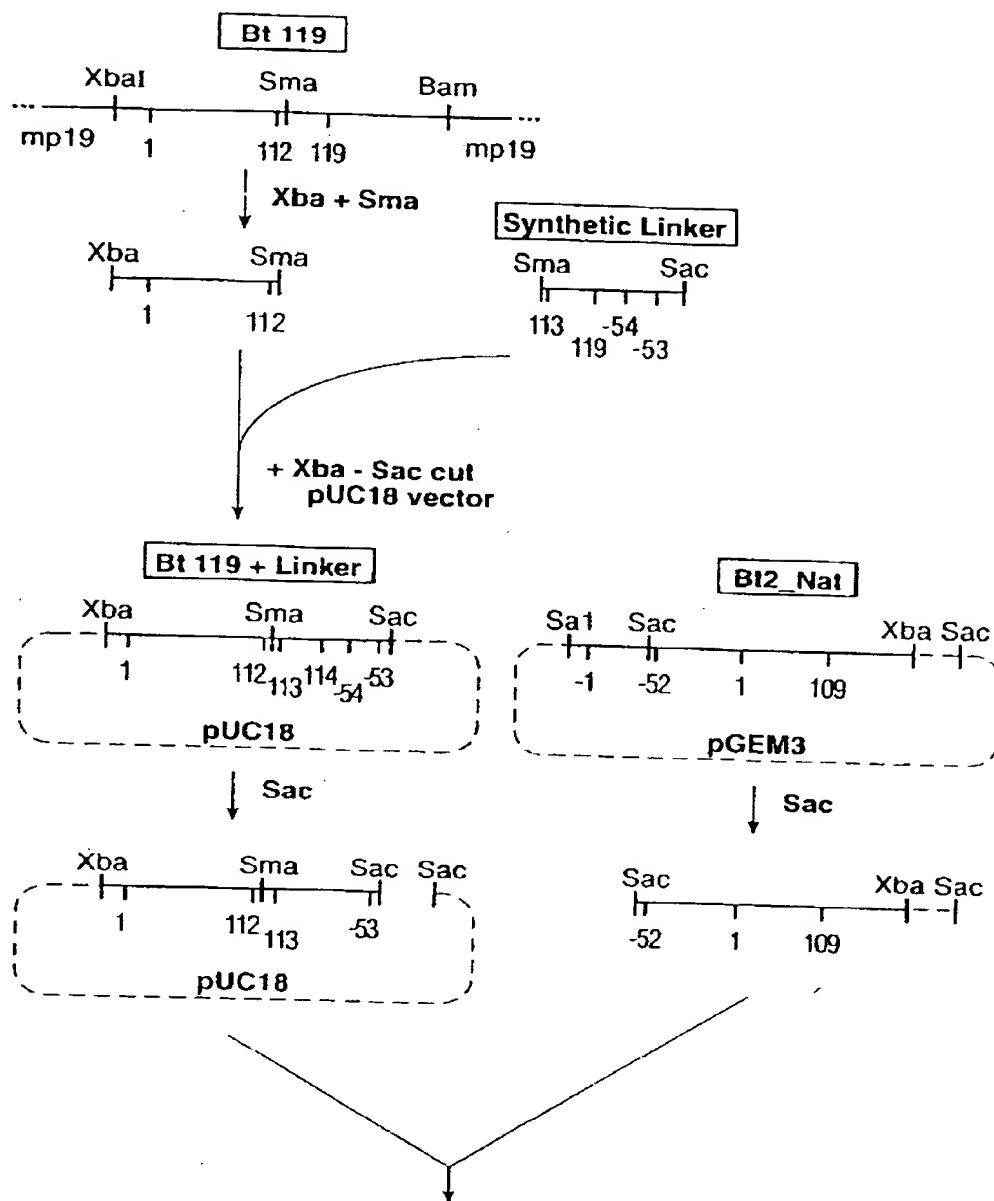 Bt 119
XbaI Sma Bam
... ...
mp19 1 112 119 mp19
Xba + Sma
Synthetic Linker
Xba Sma
1 112
Sma Sac
113 -54
119 -53
+ Xba - Sac cut
pUC18 vector
Bt 119 + Linker
Xba Sma Sac
1 112 114 -53
113 -54
pUC18
Bt2_Nat
Sa1 Sac Xba Sac
-1 -52 1 109
pGEM3
Sac
Sac
Xba Sma Sac Sac
1 112 113 -53
pUC18
Sac Xba Sac
-52 1 109